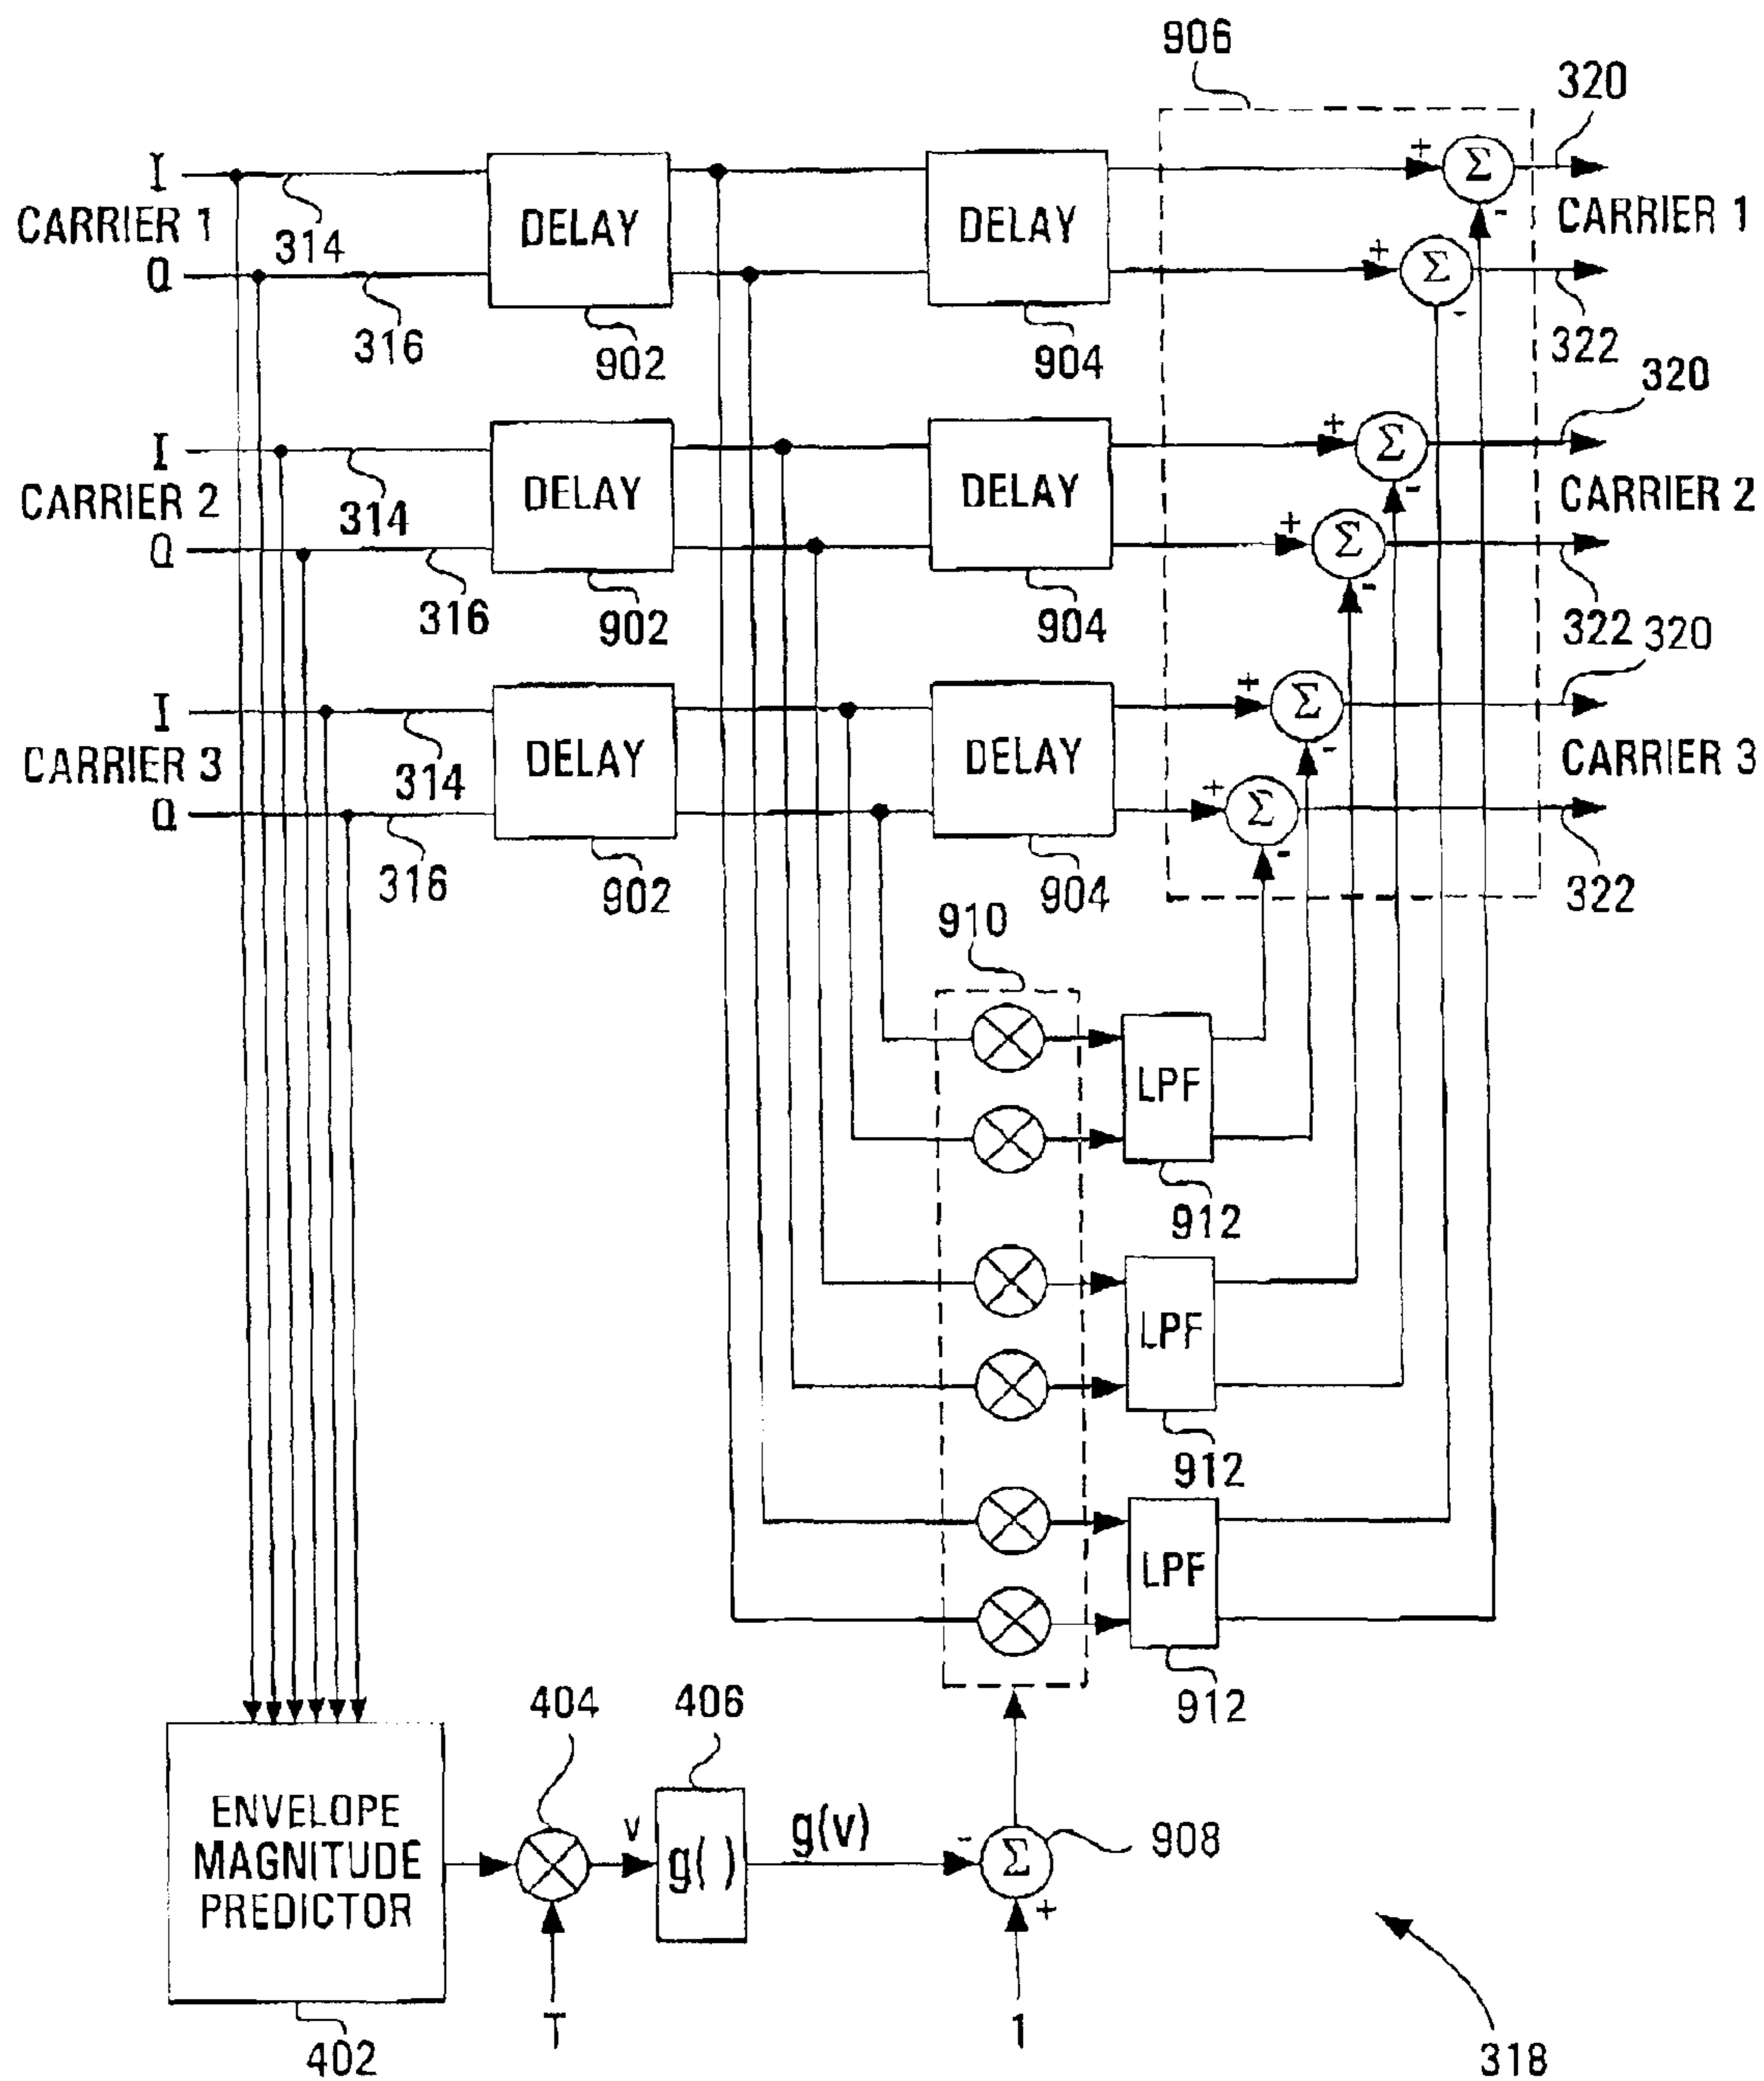 906
320
I
CARRIER 1
Q
314
316
DELAY
902
DELAY
904
+
Σ
-
+
Σ
-
CARRIER 1
322
320
I
CARRIER 2
Q
314
316
DELAY
902
DELAY
904
+
Σ
-
+
Σ
-
CARRIER 2
322
320
I
CARRIER 3
Q
314
316
DELAY
902
DELAY
904
+
Σ
-
+
Σ
-
CARRIER 3
322
910
LPF
912
LPF
912
LPF
912
ENVELOPE
MAGNITUDE
PREDICTOR
402
404
T
v
406
g( )
g(v)
-
Σ
+
908
1
318